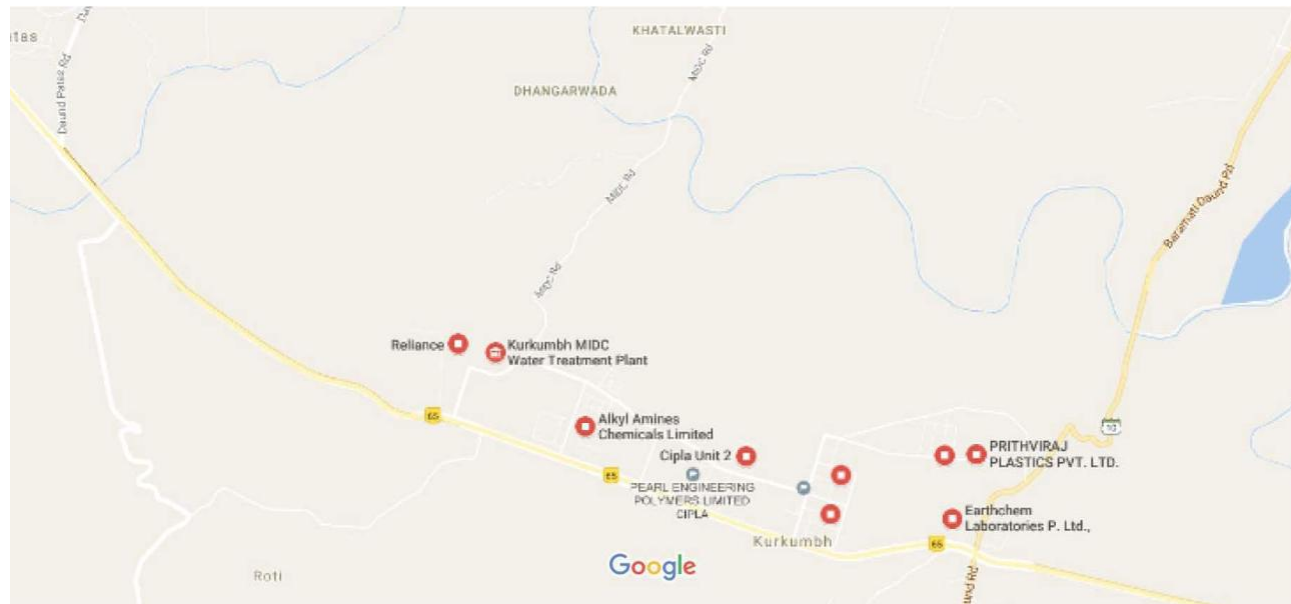 tas
KHATALWASTI
MIDC Rd
Daund Patas Rd
DHANGARWADA
MIDC Rd
Baramati Daund Rd
MIDC Rd
Reliance
Kurkumbh MIDC
Water Treatment Plant
65
Alkyl Amines
Chemicals Limited
10
Cipla Unit 2
PRITHVIRAJ
PLASTICS PVT. LTD.
65
PEARL ENGINEERING
POLYMERS LIMITED
CIPLA
Earthchem
Laboratories P. Ltd.,
Kurkumbh
65
Google
Roti